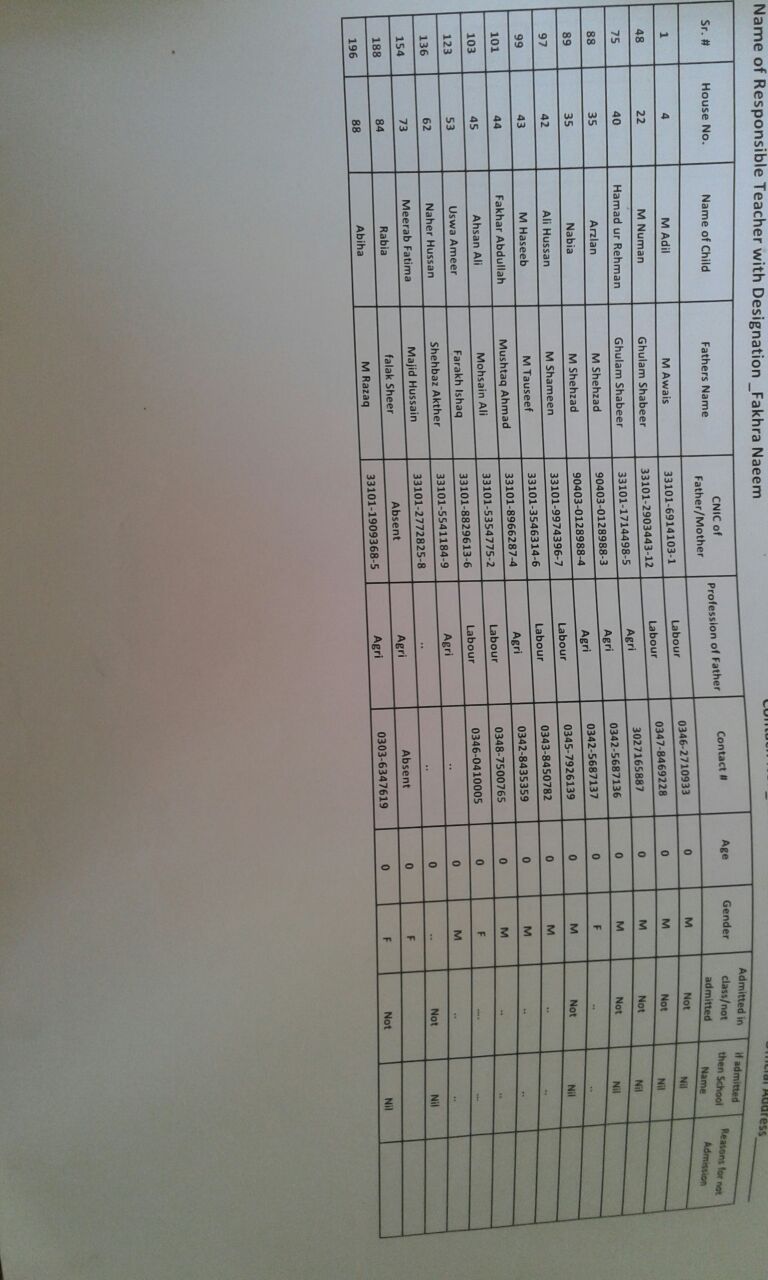 Name of Responsible Teacher with Designation _Fakhra Naeem Address
Sr. # House No. Name of Child Fathers Name CNIC of Father/Mother Profession of Father Contact # Age Gender Admitted in class/not admitted if admitted then School Name Reasons for not Admission
1 4 M Adil M Awais 33101-6914103-1 Labour 0346-2710933 0 M Not Nil
48 22 M Numan Ghulam Shabeer 33101-2903443-12 Labour 0347-8469228 0 M Not Nil
75 40 Hamad ur Rehman Ghulam Shabeer 33101-1714498-5 Agri 3027165887 0 M Not Nil
88 35 Arzlan M Shehzad 90403-0128988-3 Agri 0342-5687136 0 M Not Nil
89 35 Nabia M Shehzad 90403-0128988-4 Agri 0342-5687137 0 F .. ..
97 42 Ali Hussan M Shameen 33101-9974396-7 Labour 0345-7926139 0 M Not Nil
99 43 M Haseeb M Tauseef 33101-3546314-6 Labour 0343-8450782 0 M .. ..
101 44 Fakhar Abdullah Mushtaq Ahmad 33101-8966287-4 Agri 0342-8435359 0 M .. ..
103 45 Ahsan Ali Mohsain Ali 33101-5354775-2 Labour 0348-7500765 0 M .. ..
123 53 Uswa Ameer Farakh Ishaq 33101-8829613-6 Labour 0346-0410005 0 F .... ...
136 62 Naher Hussan Shehbaz Akther 33101-5541184-9 Agri .. 0 M .. ..
154 73 Meerab Fatima Majid Hussain 33101-2772825-8 .. .. 0 .. Not Nil
188 84 Rabia falak Sheer Absent Agri Absent 0 F
196 88 Abiha M Razaq 33101-1909368-5 Agri 0303-6347619 0 F Not Nil